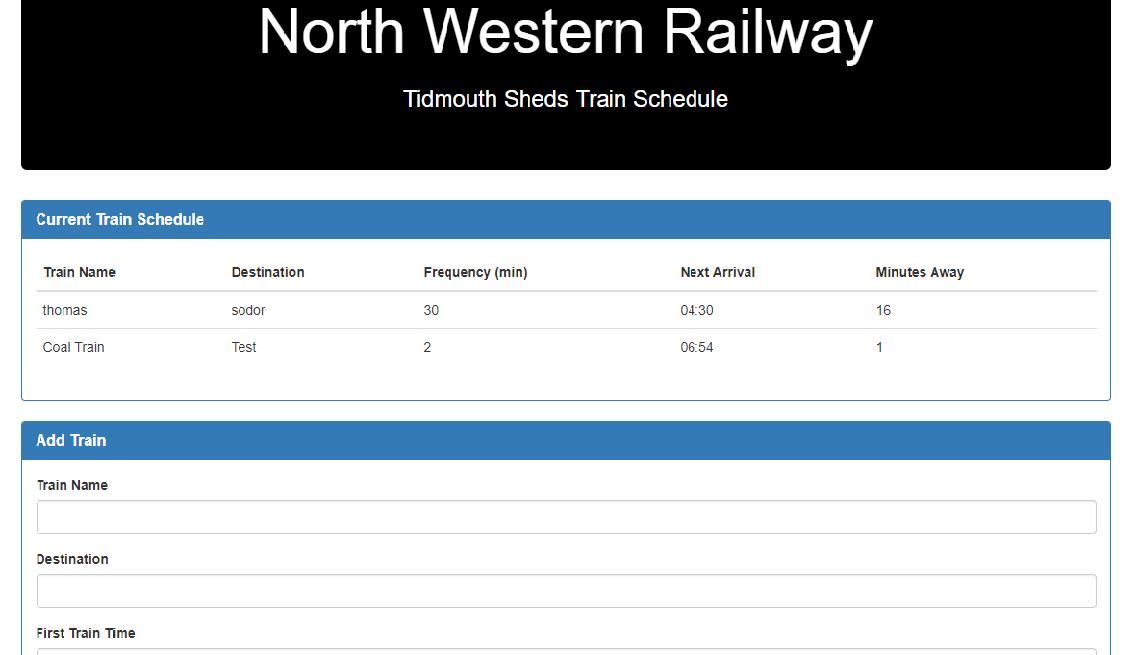 North Western Railway
Tidmouth Sheds Train Schedule
Current Train Schedule
Train Name Destination Frequency (min) Next Arrival Minutes Away
thomas sodor 30 04:30 16
Coal Train Test 2 06:54 1
Add Train
Train Name
Destination
First Train Time